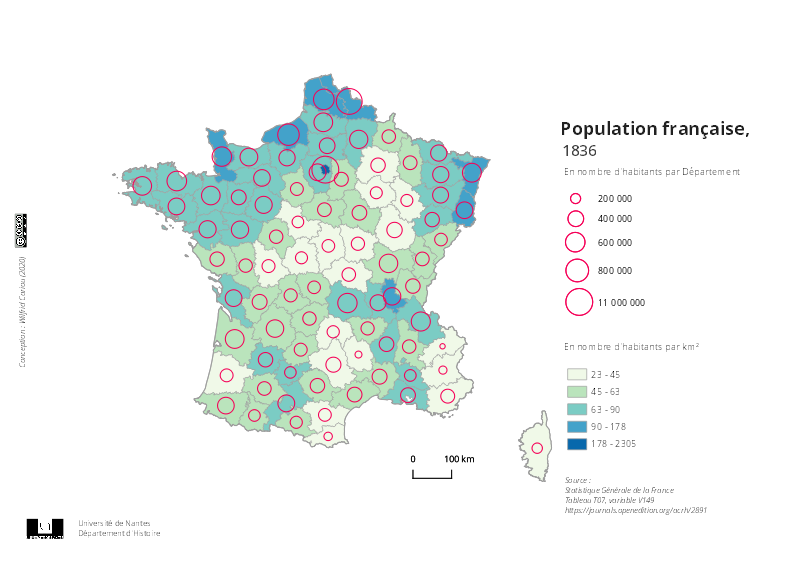 Population française,
1836
En nombre d'habitants par Département
200 000
400 000
600 000
800 000
11 000 000
En nombre d'habitants par km²
23 - 45
45 - 63
63 - 90
90 - 178
178 - 2305
0 100 km
Source :
Statistique Générale de la France
Tableau T07, variable V149
https://journals.openedition.org/acrh/2891
Conception : Wilfrid Cariou (2020)
Université de Nantes
Département d'Histoire